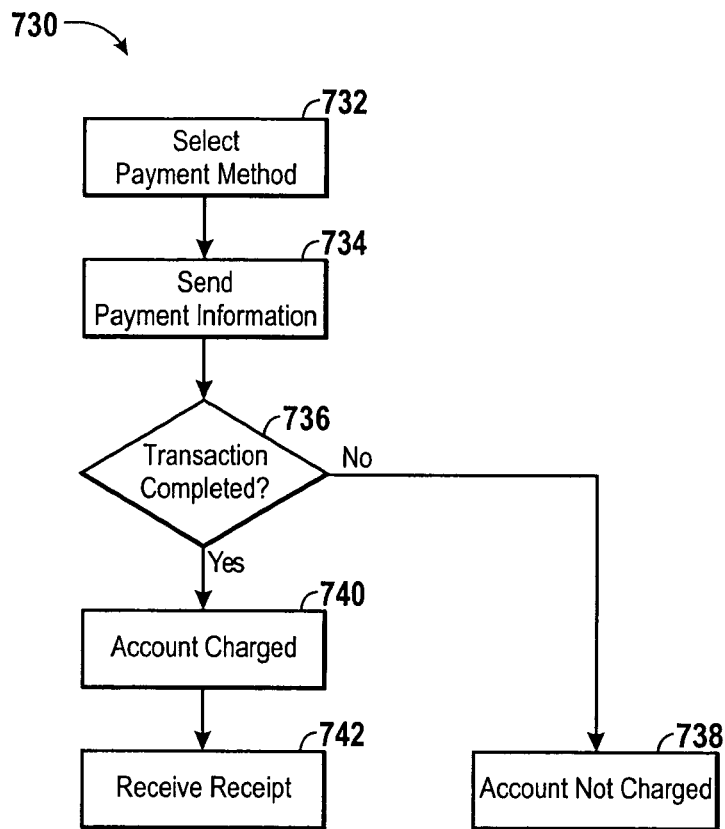 730
732
Select
Payment Method
734
Send
Payment Information
736
Transaction
Completed?
No
Yes
740
Account Charged
742
Receive Receipt
738
Account Not Charged